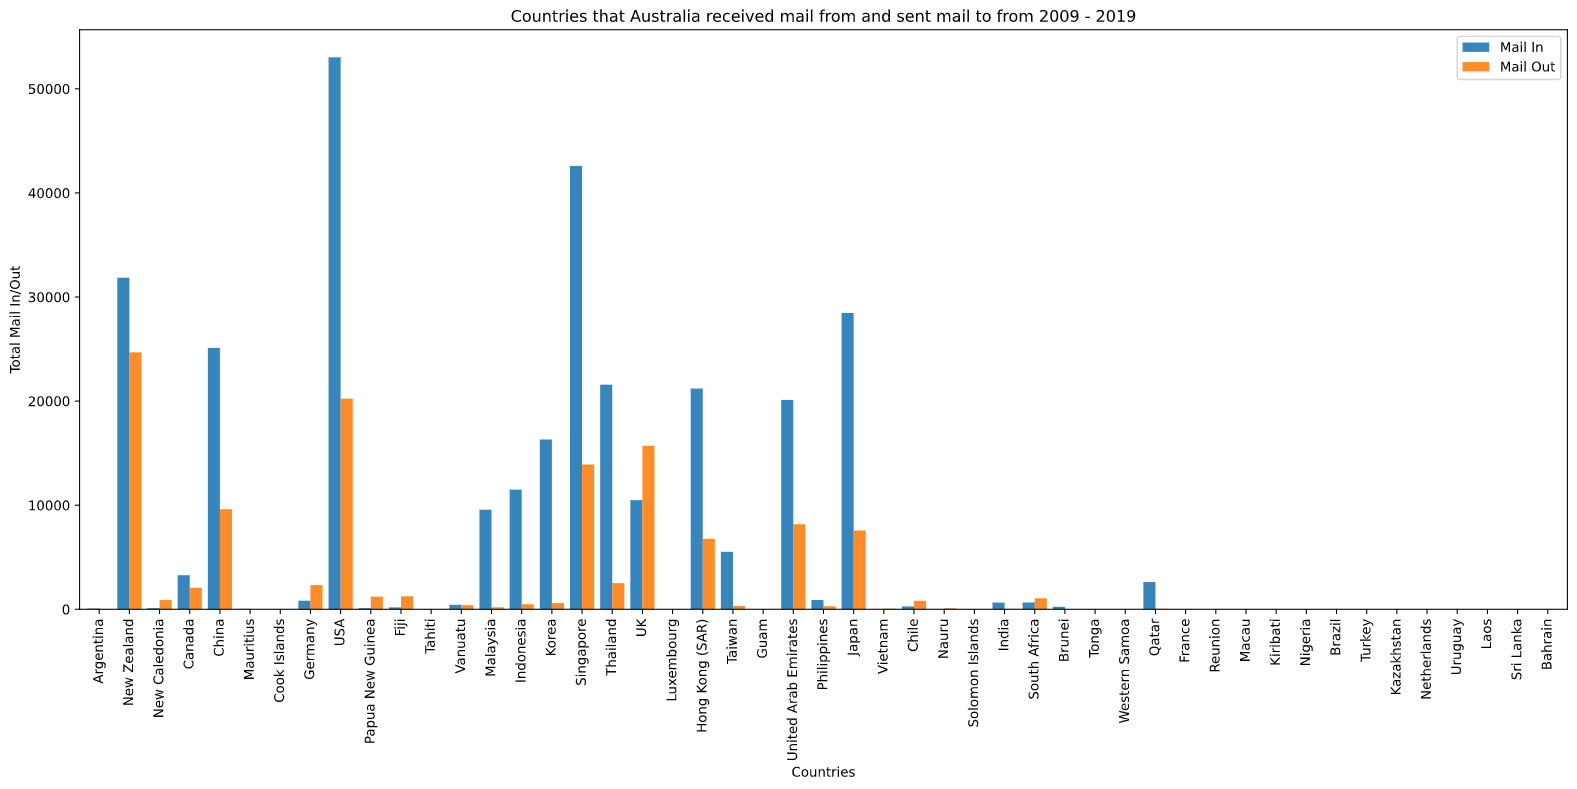 Countries that Australia received mail from and sent mail to from 2009 - 2019
Mail In
Mail Out
Total Mail In/Out
50000
40000
30000
20000
10000
0
Argentina
New Zealand
New Caledonia
Canada
China
Mauritius
Cook Islands
Germany
USA
Papua New Guinea
Fiji
Tahiti
Vanuatu
Malaysia
Indonesia
Korea
Singapore
Thailand
UK
Luxembourg
Hong Kong (SAR)
Taiwan
Guam
United Arab Emirates
Philippines
Japan
Vietnam
Chile
Nauru
Solomon Islands
India
South Africa
Brunei
Tonga
Western Samoa
Qatar
France
Reunion
Macau
Kiribati
Nigeria
Brazil
Turkey
Kazakhstan
Netherlands
Uruguay
Laos
Sri Lanka
Bahrain
Countries